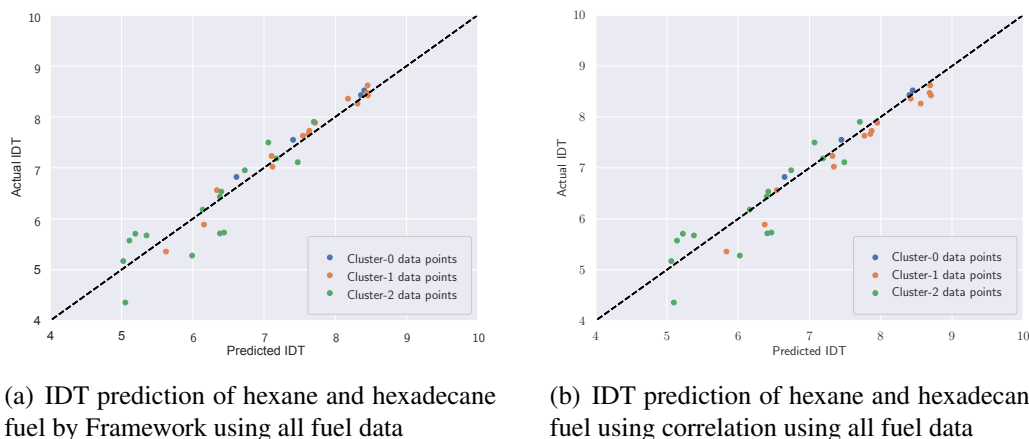 10
9
8
7
6
5
4
Actual IDT
4 5 6 7 8 9 10
Predicted IDT
Cluster-0 data points
Cluster-1 data points
Cluster-2 data points
10
9
8
7
6
5
4
Actual IDT
4 5 6 7 8 9 10
Predicted IDT
Cluster-0 data points
Cluster-1 data points
Cluster-2 data points
(a) IDT prediction of hexane and hexadecane
fuel by Framework using all fuel data
(b) IDT prediction of hexane and hexadecan
fuel using correlation using all fuel data